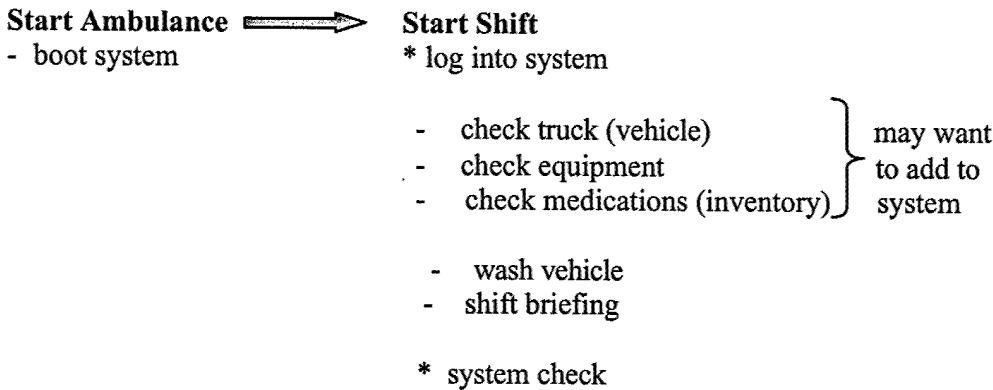 Start Ambulance Start Shift
- boot system * log into system
- check truck (vehicle)
- check equipment
- check medications (inventory)
may want
to add to
system
- wash vehicle
- shift briefing
* system check